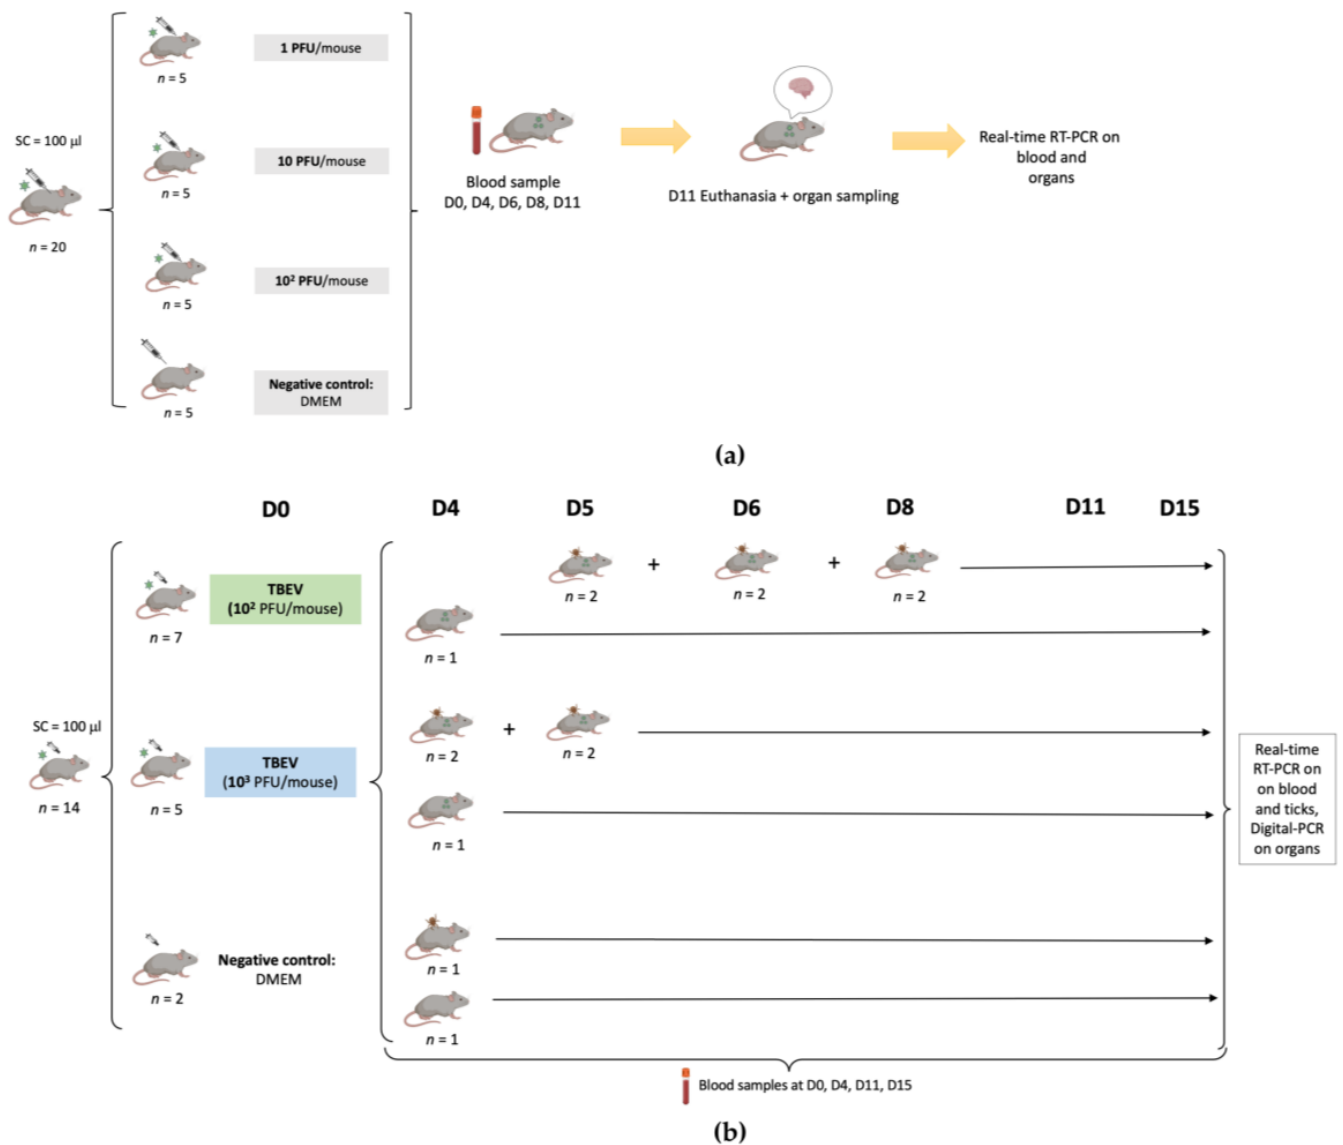 1 PFU/mouse
n = 5
SC = 100 µl
n = 20
10 PFU/mouse
n = 5
10² PFU/mouse
n = 5
Negative control:
DMEM
n = 5
Blood sample
D0, D4, D6, D8, D11
D11 Euthanasia + organ sampling
Real-time RT-PCR on
blood and
organs
(a)
D0 D4 D5 D6 D8 D11 D15
TBEV
(10² PFU/mouse)
n = 7
n = 2 + n = 2 + n = 2
n = 1
SC = 100 µl
n = 14
TBEV
(10³ PFU/mouse)
n = 5
n = 2 + n = 2
n = 1
Negative control:
DMEM
n = 2
n = 1
n = 1
Real-time
RT-PCR on
on blood
and ticks,
Digital-PCR
on organs
Blood samples at D0, D4, D11, D15
(b)